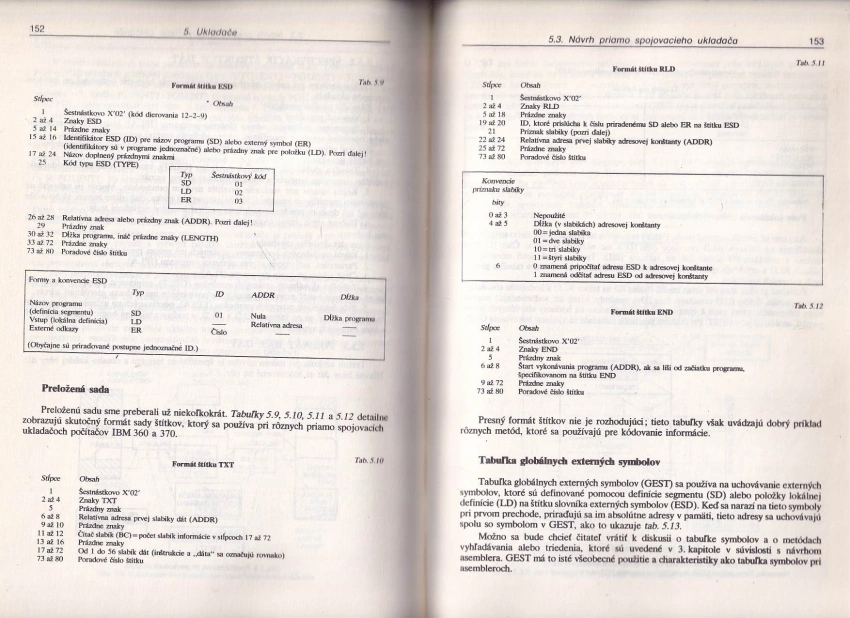 152
5. Ukladače
Tab. 5.9
Formát štítku ESD
Stĺpec Obsah
1 Šestnástkovo X'02' (kód dierovania 12–2–9)
2 až 4 Znaky ESD
5 až 14 Prázdne znaky
15 až 16 Identifikátor ESD (ID) pre názov programu (SD) alebo externý symbol (ER)
(identifikátory sú v programe jednoznačné) alebo prázdny znak pre položku (LD). Pozri ďalej!
17 až 24 Názov doplnený prázdnymi znakmi
25 Kód typu ESD (TYPE)
Typ Šestnástkový kód
SD 01
LD 02
ER 03
26 až 28 Relatívna adresa alebo prázdny znak (ADDR). Pozri ďalej!
29 Prázdny znak
30 až 32 Dĺžka programu, ináč prázdne znaky (LENGTH)
33 až 72 Prázdne znaky
73 až 80 Poradové číslo štítku
Formy a konvencie ESD
Typ ID ADDR Dĺžka
Názov programu
(definícia segmentu) SD 01 Nula Dĺžka programu
Vstup (lokálna definícia) LD — Relatívna adresa —
Externé odkazy ER Číslo — —
(Obyčajne sú priraďované postupne jednoznačné ID.)
Preložená sada
Preloženú sadu sme preberali už niekoľkokrát. Tabuľky 5.9, 5.10, 5.11 a 5.12 detailne
zobrazujú skutočný formát sady štítkov, ktorý sa používa pri rôznych priamo spojovacích
ukladačoch počítačov IBM 360 a 370.
Tab. 5.10
Formát štítku TXT
Stĺpec Obsah
1 Šestnástkovo X'02'
2 až 4 Znaky TXT
5 Prázdny znak
6 až 8 Relatívna adresa prvej slabiky dát (ADDR)
9 až 10 Prázdne znaky
11 až 12 Čítač slabík (BC) = počet slabík informácie v stĺpcoch 17 až 72
13 až 16 Prázdne znaky
17 až 72 Od 1 do 56 slabík dát (inštrukcie a „dáta“ sa označujú rovnako)
73 až 80 Poradové číslo štítku
5.3. Návrh priamo spojovacieho ukladača
153
Tab. 5.11
Formát štítku RLD
Stĺpec Obsah
1 Šestnástkovo X'02'
2 až 4 Znaky RLD
5 až 18 Prázdne znaky
19 až 20 ID, ktoré prislúcha k číslu priradenému SD alebo ER na štítku ESD
21 Príznak slabiky (pozri ďalej)
22 až 24 Relatívna adresa prvej slabiky adresovej konštanty (ADDR)
25 až 72 Prázdne znaky
73 až 80 Poradové číslo štítku
Konvencie
príznaku slabiky
bity
0 až 3 Nepoužité
4 až 5 Dĺžka (v slabikách) adresovej konštanty
00 = jedna slabika
01 = dve slabiky
10 = tri slabiky
11 = štyri slabiky
6 0 znamená pripočítať adresu ESD k adresovej konštante
1 znamená odčítať adresu ESD od adresovej konštanty
Tab. 5.12
Formát štítku END
Stĺpec Obsah
1 Šestnástkovo X'02'
2 až 4 Znaky END
5 Prázdny znak
6 až 8 Štart vykonávania programu (ADDR), ak sa líši od začiatku programu,
špecifikovanom na štítku END
9 až 72 Prázdne znaky
73 až 80 Poradové číslo štítku
Presný formát štítkov nie je rozhodujúci; tieto tabuľky však uvádzajú dobrý príklad
rôznych metód, ktoré sa používajú pre kódovanie informácie.
Tabuľka globálnych externých symbolov
Tabuľka globálnych externých symbolov (GEST) sa používa na uchovávanie externých
symbolov, ktoré sú definované pomocou definície segmentu (SD) alebo položky lokálnej
definície (LD) na štítku slovníka externých symbolov (ESD). Keď sa narazí na tieto symboly
pri prvom prechode, priraďujú sa im absolútne adresy v pamäti, tieto adresy sa uchovávajú
spolu so symbolom v GEST, ako to ukazuje tab. 5.13.
Možno sa bude chcieť čitateľ vrátiť k diskusii o tabuľke symbolov a o metódach
vyhľadávania alebo triedenia, ktoré sú uvedené v 3. kapitole v súvislosti s návrhom
asemblera. GEST má to isté všeobecné použitie a charakteristiky ako tabuľka symbolov pri
asembleroch.